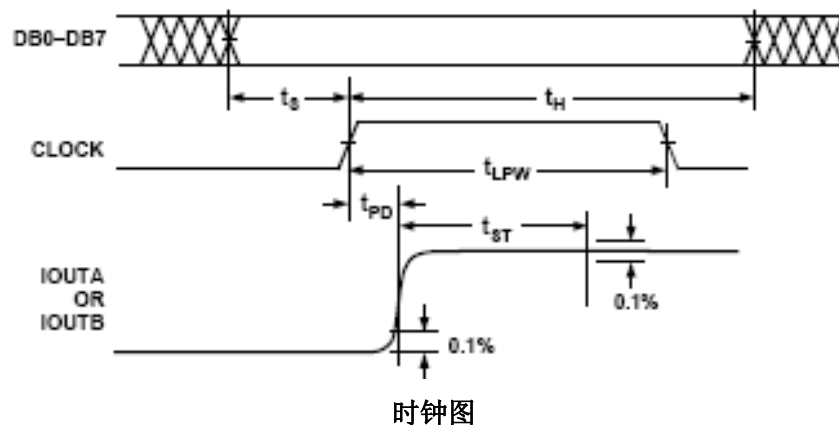 DB0–DB7
tS
tH
CLOCK
tLPW
tPD
tST
IOUTA
OR
IOUTB
0.1%
0.1%
时钟图